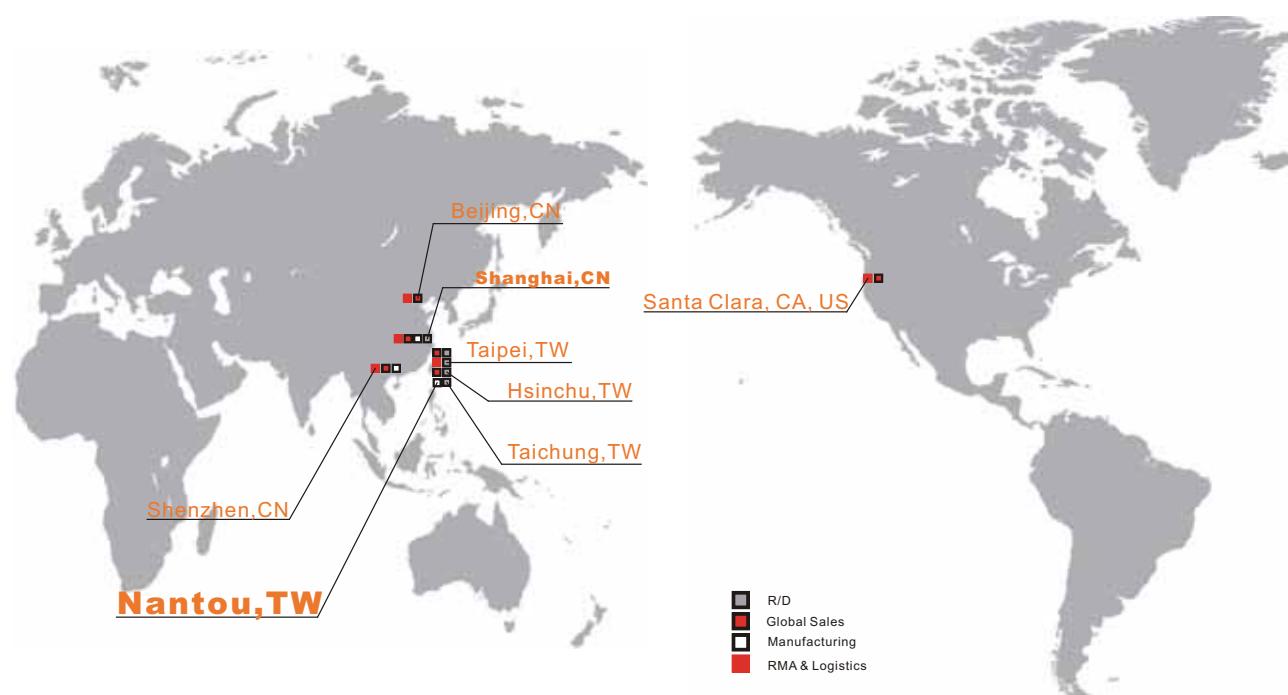 Beijing,CN
Shanghai,CN
Santa Clara, CA, US
Taipei,TW
Hsinchu,TW
Taichung,TW
Shenzhen,CN
Nantou,TW
R/D
Global Sales
Manufacturing
RMA & Logistics